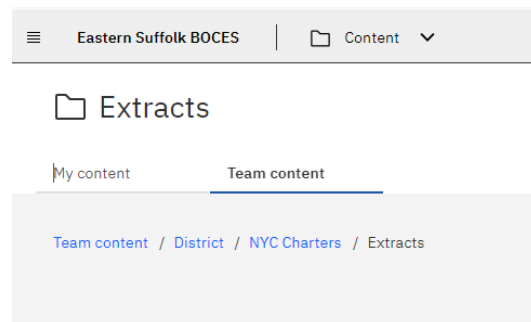 Eastern Suffolk BOCES Content
Extracts
My content Team content
Team content / District / NYC Charters / Extracts